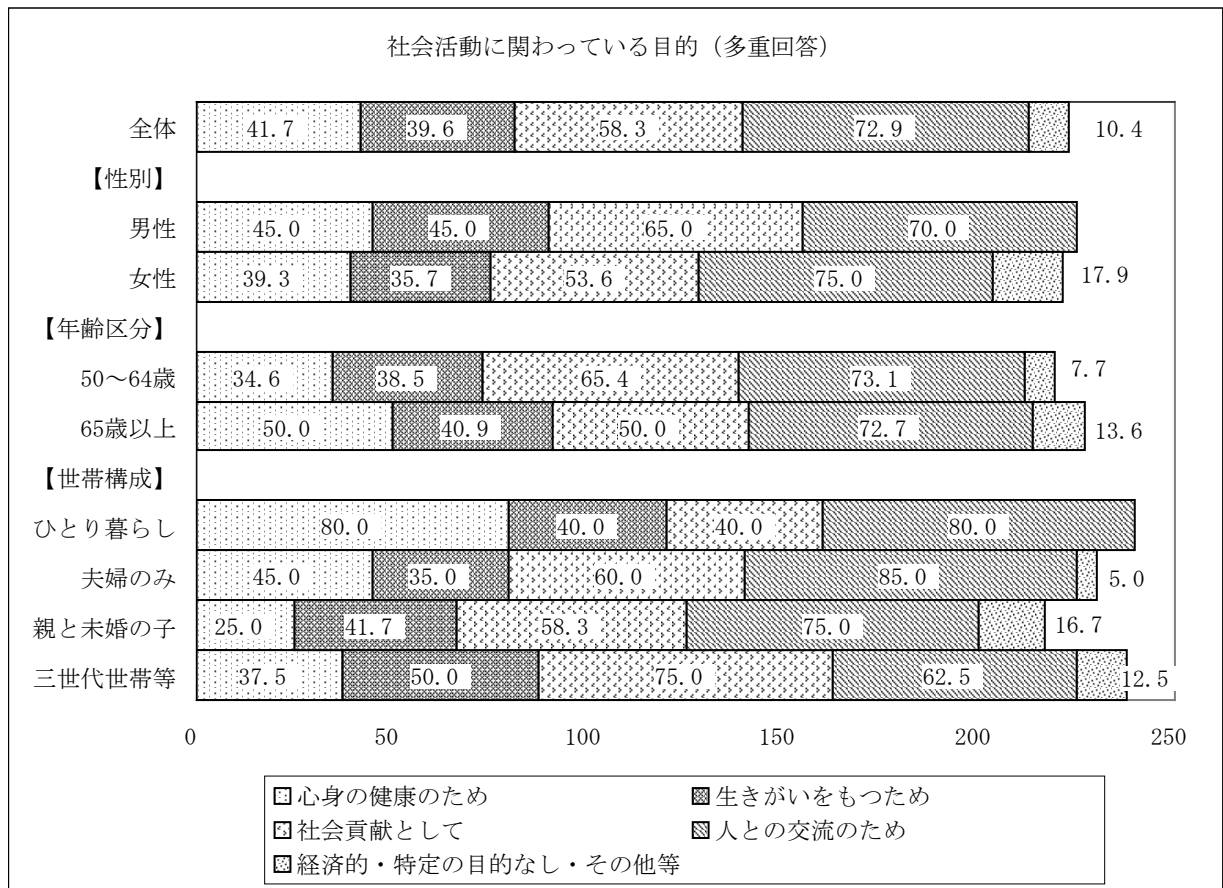 社会活動に関わっている目的（多重回答）
全体 41.7 39.6 58.3 72.9 10.4
【性別】
男性 45.0 45.0 65.0 70.0
女性 39.3 35.7 53.6 75.0 17.9
【年齢区分】
50～64歳 34.6 38.5 65.4 73.1 7.7
65歳以上 50.0 40.9 50.0 72.7 13.6
【世帯構成】
ひとり暮らし 80.0 40.0 40.0 80.0
夫婦のみ 45.0 35.0 60.0 85.0 5.0
親と未婚の子 25.0 41.7 58.3 75.0 16.7
三世代世帯等 37.5 50.0 75.0 62.5 12.5
0 50 100 150 200 250
心身の健康のため 生きがいをもつため
社会貢献として 人との交流のため
経済的・特定の目的なし・その他等